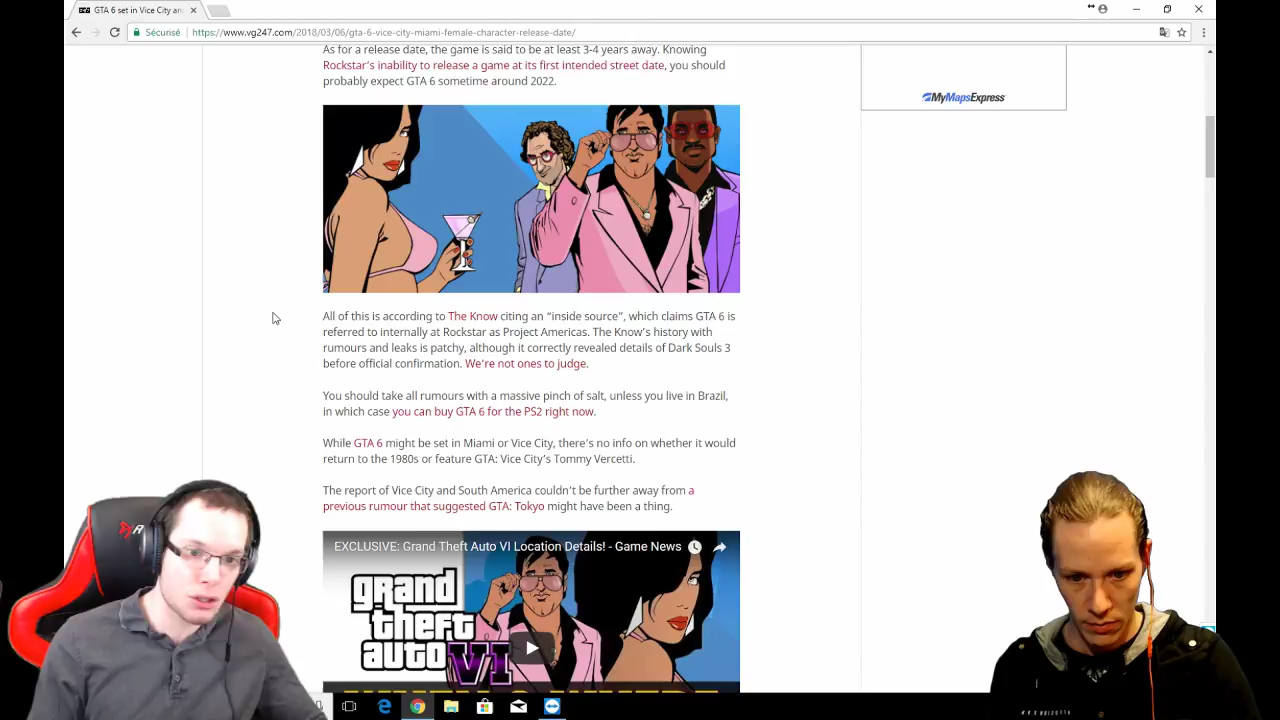 GTA 6 set in Vice City an
Sécurisé
https://www.vg247.com/2018/03/06/gta-6-vice-city-miami-female-character-release-date/
As for a release date, the game is said to be at least 3-4 years away. Knowing
Rockstar's inability to release a game at its first intended street date, you should
probably expect GTA 6 sometime around 2022.
MyMapsExpress
All of this is according to The Know citing an “inside source”, which claims GTA 6 is
referred to internally at Rockstar as Project Americas. The Know's history with
rumours and leaks is patchy, although it correctly revealed details of Dark Souls 3
before official confirmation. We're not ones to judge.
You should take all rumours with a massive pinch of salt, unless you live in Brazil,
in which case you can buy GTA 6 for the PS2 right now.
While GTA 6 might be set in Miami or Vice City, there's no info on whether it would
return to the 1980s or feature GTA: Vice City's Tommy Vercetti.
The report of Vice City and South America couldn't be further away from a
previous rumour that suggested GTA: Tokyo might have been a thing.
EXCLUSIVE: Grand Theft Auto VI Location Details! - Game News
grand
theft
auto VI